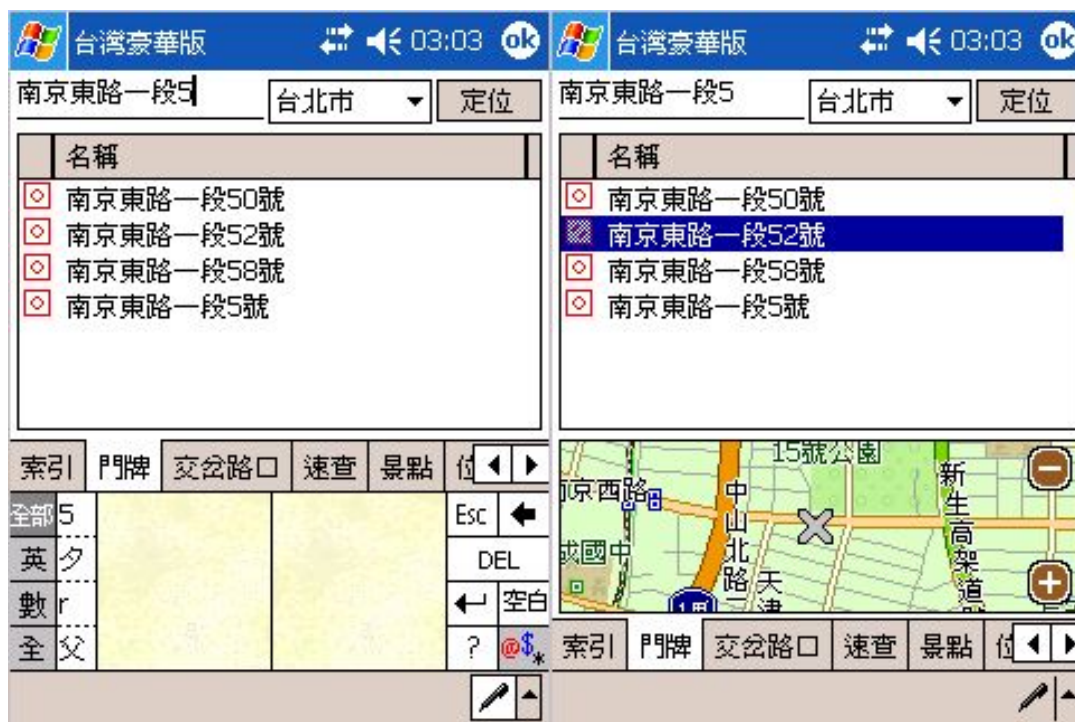 台灣豪華版 03:03 ok
南京東路一段5 台北市 定位
名稱
南京東路一段50號
南京東路一段52號
南京東路一段58號
南京東路一段5號
索引 門牌 交岔路口 速查 景點 位
全部 5 Esc
英 夕 DEL
數 r 空白
全 父 ? @$*
台灣豪華版 03:03 ok
南京東路一段5 台北市 定位
名稱
南京東路一段50號
南京東路一段52號
南京東路一段58號
南京東路一段5號
15號公園
京西路
中山北路
新生高架道
國中
天津
索引 門牌 交岔路口 速查 景點 位